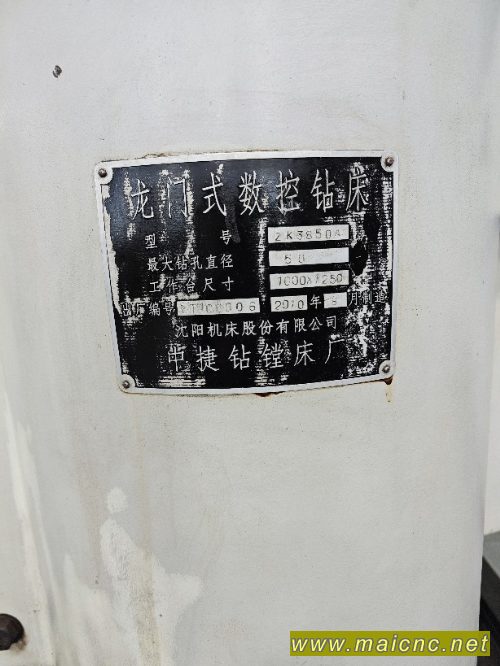 龙门式数控钻床
型号 ZK3850A
最大钻孔直径 50
工作台尺寸 1000X1250
出厂编号 2010年 月制造
沈阳机床股份有限公司
中捷钻镗床厂
www.maicnc.net